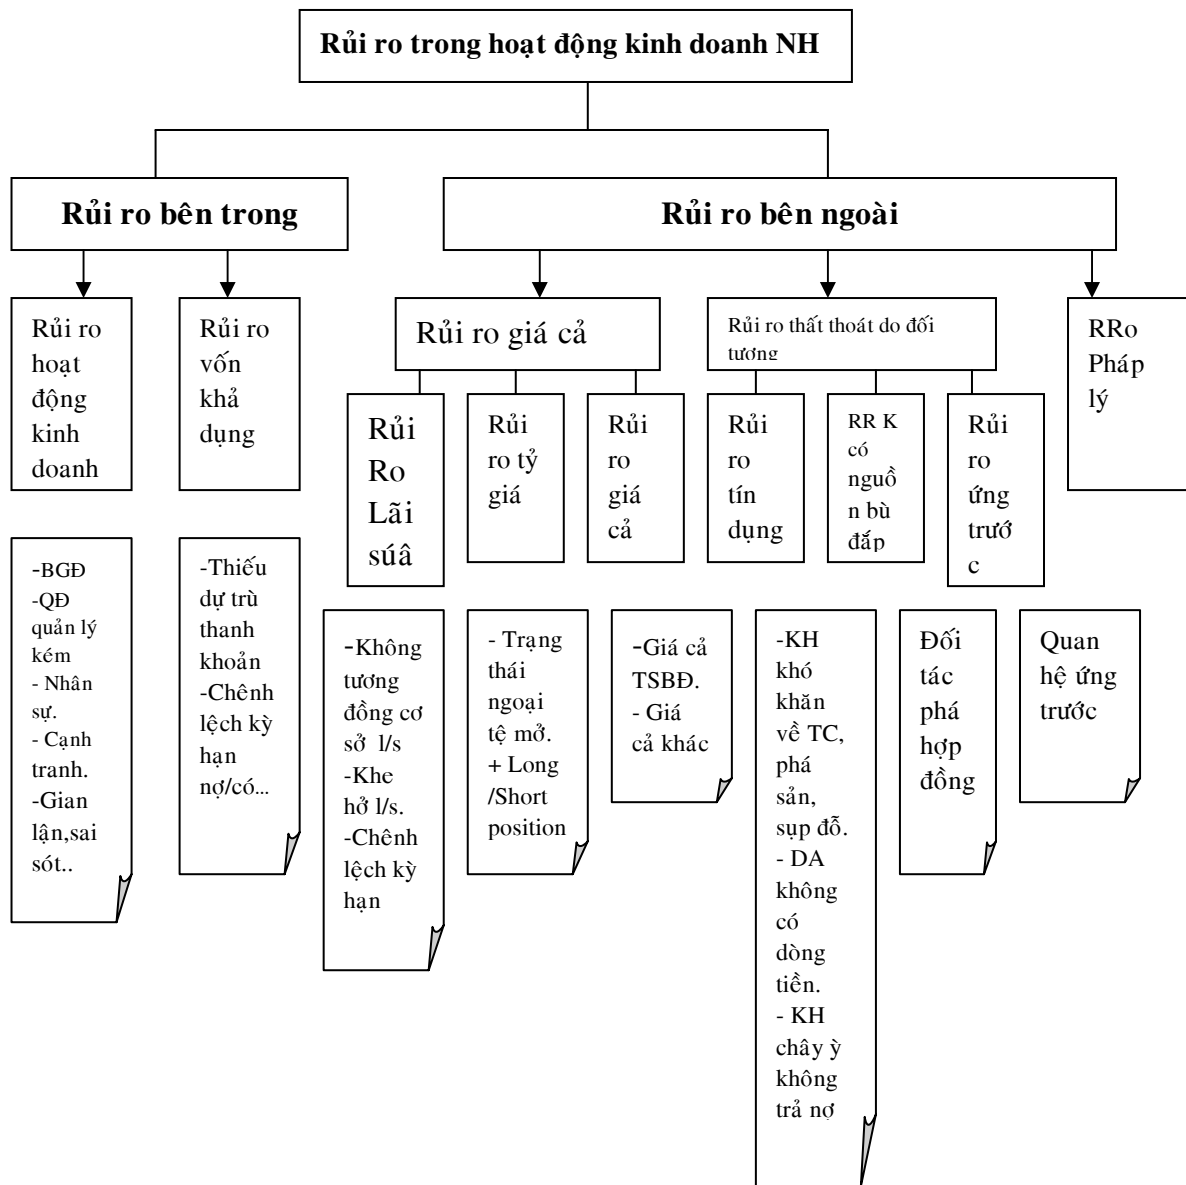 Rủi ro trong hoạt động kinh doanh NH
Rủi ro bên trong
Rủi ro bên ngoài
Rủi ro
hoạt
động
kinh
doanh
Rủi ro
vốn
khả
dụng
Rủi ro giá cả
Rủi ro thất thoát do đối
tương
RRo
Pháp
lý
Rủi
Ro
Lãi
súâ
Rủi
ro tỷ
giá
Rủi
ro
giá
cả
Rủi
ro
tín
dụng
RR K
có
nguồ
n bù
đắp
Rủi
ro
ứng
trướ
c
-BGĐ
-QĐ
quản lý
kém
- Nhân
sự.
- Cạnh
tranh.
-Gian
lận,sai
sót..
-Thiếu
dự trù
thanh
khoản
-Chênh
lệch kỳ
hạn
nợ/có...
-Không
tương
đồng cơ
sở l/s
-Khe
hở l/s.
-Chênh
lệch kỳ
hạn
- Trạng
thái
ngoại
tệ mở.
+ Long
/Short
position
-Giá cả
TSBĐ.
- Giá
cả khác
-KH
khó
khăn
về TC,
phá
sản,
sụp đỗ.
- DA
không
có
dòng
tiền.
- KH
chây ỳ
không
trả nợ
Đối
tác
phá
hợp
đồng
Quan
hệ ứng
trước